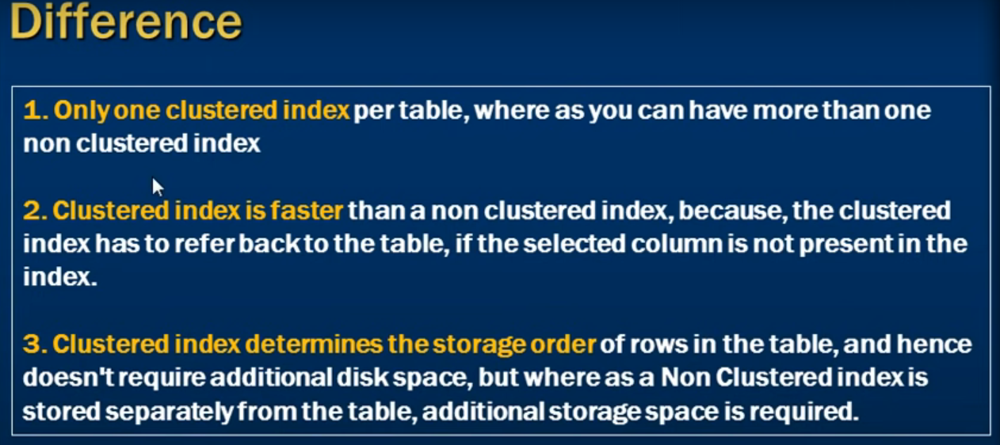 Difference
1. Only one clustered index per table, where as you can have more than one
non clustered index
2. Clustered index is faster than a non clustered index, because, the clustered
index has to refer back to the table, if the selected column is not present in the
index.
3. Clustered index determines the storage order of rows in the table, and hence
doesn't require additional disk space, but where as a Non Clustered index is
stored separately from the table, additional storage space is required.